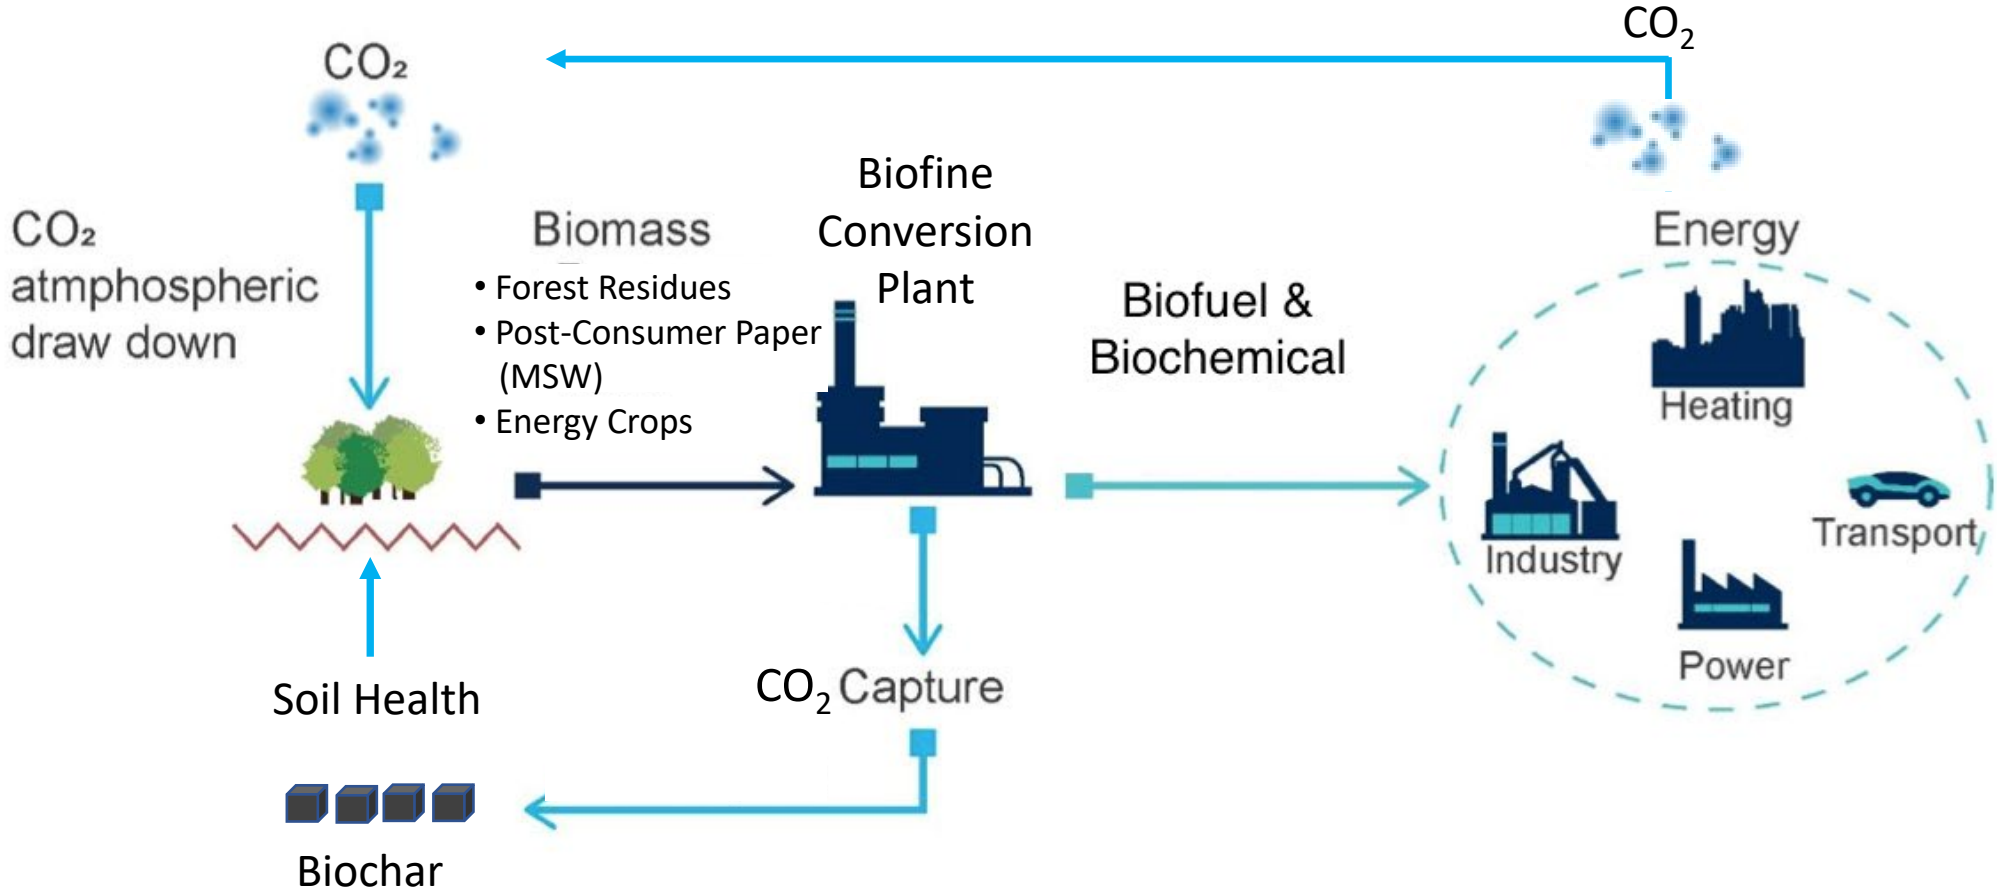 CO₂
CO₂
CO₂
atmphospheric
draw down
Biomass
• Forest Residues
• Post-Consumer Paper
(MSW)
• Energy Crops
Biofine
Conversion
Plant
Biofuel &
Biochemical
Energy
Heating
Industry
Transport
Power
Soil Health
CO₂ Capture
Biochar